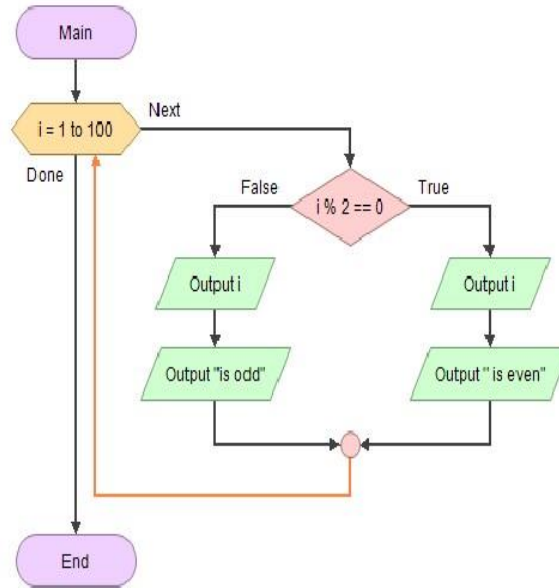 Main
i = 1 to 100
Next
Done
i % 2 == 0
False
True
Output i
Output i
Output "is odd"
Output " is even"
End